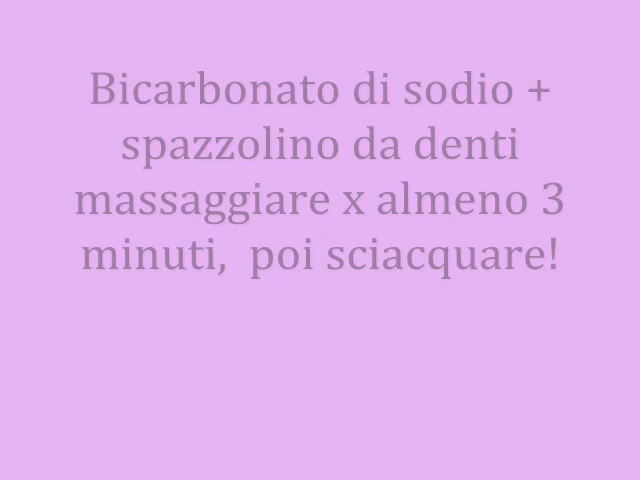 Bicarbonato di sodio +
spazzolino da denti
massaggiare x almeno 3
minuti,  poi sciacquare!